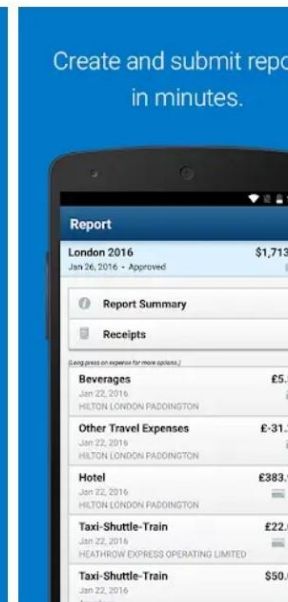 Create and submit
in minutes.
Report
London 2016
$1,713
Jan 26, 2016 • Approved
Report Summary
Receipts
(Long press on expense for more options.)
Beverages
£5.
Jan 22, 2016
HILTON LONDON PADDINGTON
Other Travel Expenses
£-31.
Jan 22, 2016
HILTON LONDON PADDINGTON
Hotel
£383.
Jan 22, 2016
HILTON LONDON PADDINGTON
Taxi-Shuttle-Train
£22.
Jan 22, 2016
HEATHROW EXPRESS OPERATING LIMITED
Taxi-Shuttle-Train
$50.
Jan 22, 2016